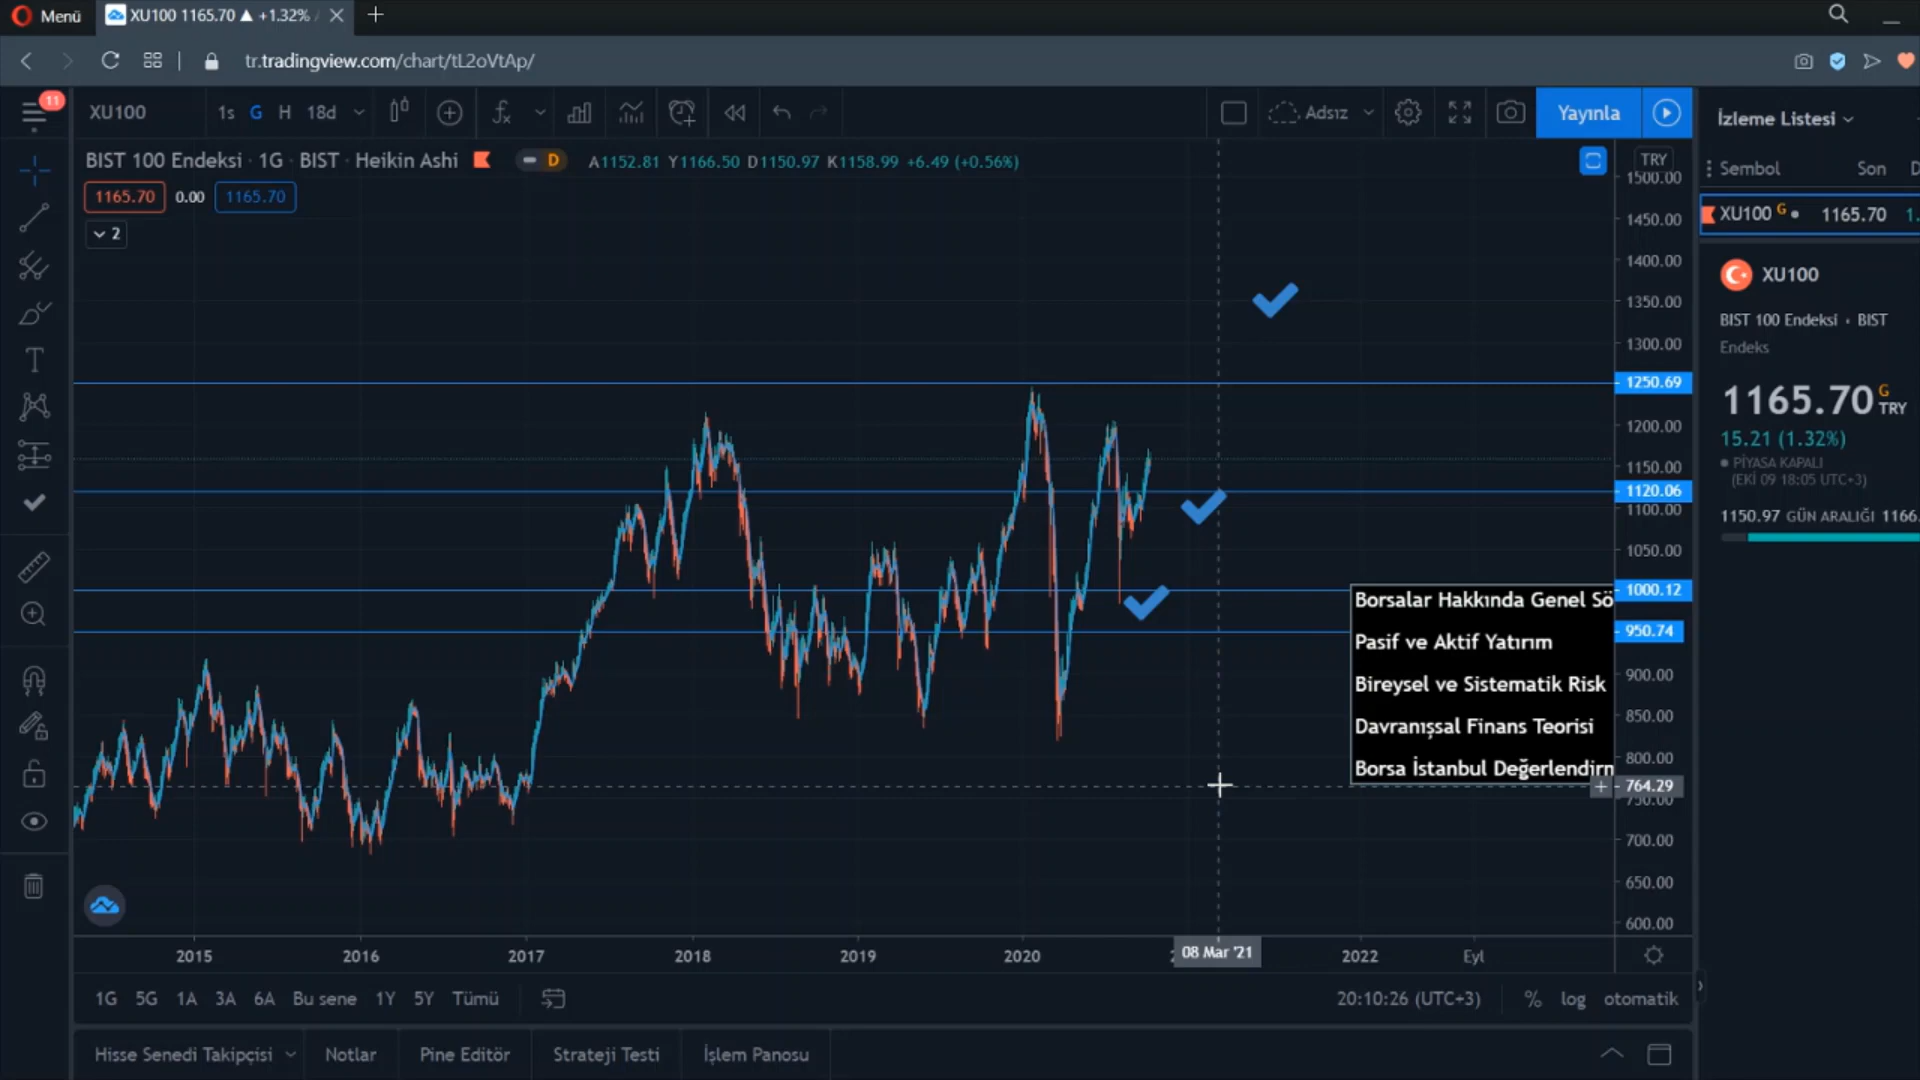 Menü
XU100 1165.70 ▲ +1.32% /
tr.tradingview.com/chart/tL2oVtAp/
11
XU100 1s G H 18d
Adsız
Yayınla
İzleme Listesi
BIST 100 Endeksi · 1G · BIST · Heikin Ashi D A1152.81 Y1166.50 D1150.97 K1158.99 +6.49 (+0.56%)
1165.70 0.00 1165.70
2
TRY
1500.00
1450.00
1400.00
1350.00
1300.00
1250.69
1200.00
1150.00
1120.06
1100.00
1050.00
1000.12
950.74
900.00
850.00
800.00
764.29
750.00
700.00
650.00
600.00
Sembol Son D
XU100 G 1165.70 1.
XU100
BIST 100 Endeksi · BIST
Endeks
1165.70 G TRY
15.21 (1.32%)
PİYASA KAPALI
(EKİ 09 18:05 UTC+3)
1150.97 GÜN ARALIĞI 1166.
Borsalar Hakkında Genel Sö
Pasif ve Aktif Yatırım
Bireysel ve Sistematik Risk
Davranışsal Finans Teorisi
Borsa İstanbul Değerlendirm
2015 2016 2017 2018 2019 2020 08 Mar '21 2022 Eyl
1G 5G 1A 3A 6A Bu sene 1Y 5Y Tümü
20:10:26 (UTC+3) % log otomatik
Hisse Senedi Takipçisi Notlar Pine Editör Strateji Testi İşlem Panosu